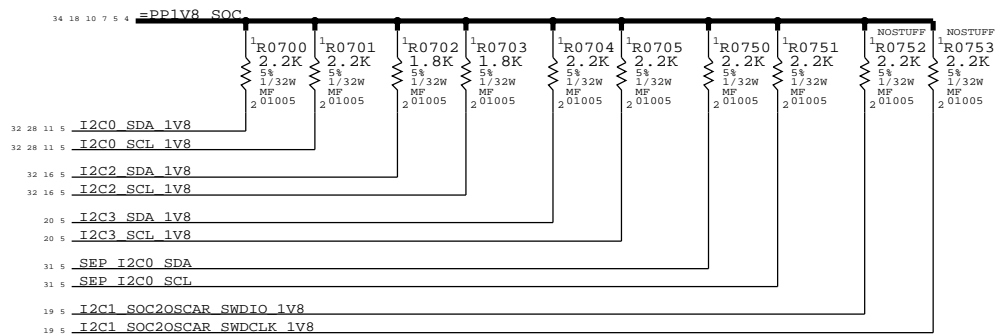 34 18 10 7 5 4 =PP1V8_SOC
NOSTUFF NOSTUFF
1 R0700 1 R0701 1 R0702 1 R0703 1 R0704 1 R0705 1 R0750 1 R0751 1 R0752 1 R0753
2.2K 2.2K 1.8K 1.8K 2.2K 2.2K 2.2K 2.2K 2.2K 2.2K
5% 5% 5% 5% 5% 5% 5% 5% 5% 5%
1/32W 1/32W 1/32W 1/32W 1/32W 1/32W 1/32W 1/32W 1/32W 1/32W
MF MF MF MF MF MF MF MF MF MF
2 01005 2 01005 2 01005 2 01005 2 01005 2 01005 2 01005 2 01005 2 01005 2 01005
32 28 11 5 I2C0_SDA_1V8
32 28 11 5 I2C0_SCL_1V8
32 16 5 I2C2_SDA_1V8
32 16 5 I2C2_SCL_1V8
20 5 I2C3_SDA_1V8
20 5 I2C3_SCL_1V8
31 5 SEP_I2C0_SDA
31 5 SEP_I2C0_SCL
19 5 I2C1_SOC2OSCAR_SWDIO_1V8
19 5 I2C1_SOC2OSCAR_SWDCLK_1V8